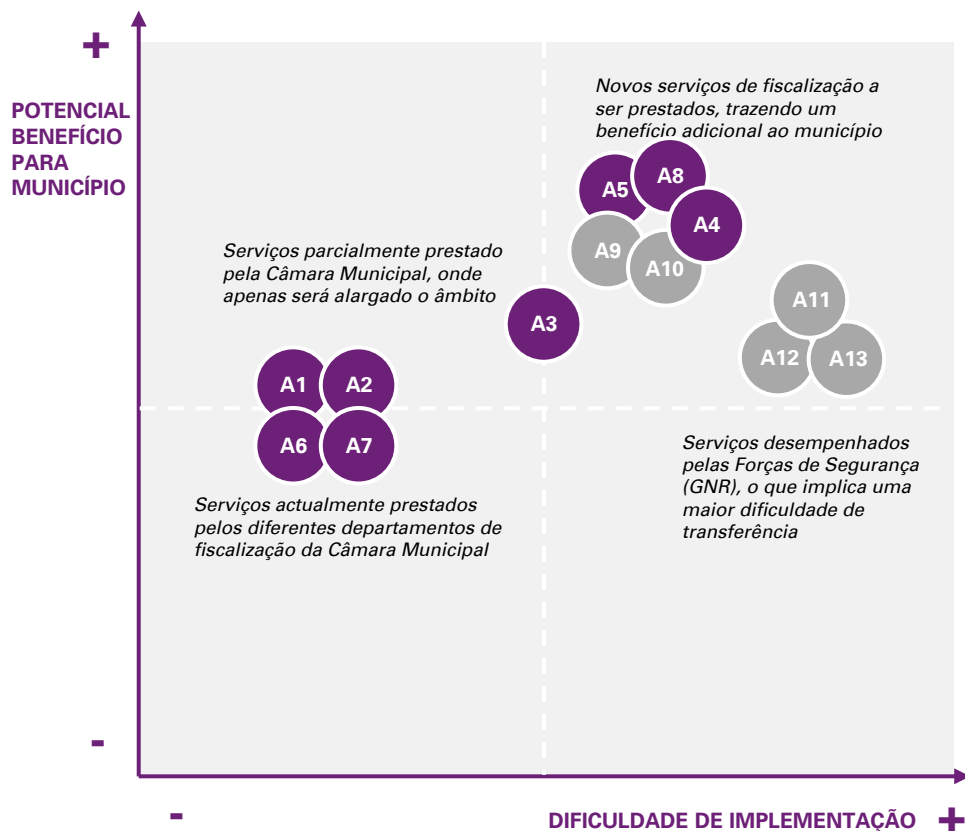 +
POTENCIAL
BENEFÍCIO
PARA
MUNICÍPIO
Novos serviços de fiscalização a
ser prestados, trazendo um
benefício adicional ao município
A5
A8
A4
A9
A10
Serviços parcialmente prestado
pela Câmara Municipal, onde
apenas será alargado o âmbito
A3
A11
A12
A13
A1
A2
A6
A7
Serviços actualmente prestados
pelos diferentes departamentos de
fiscalização da Câmara Municipal
Serviços desempenhados
pelas Forças de Segurança
(GNR), o que implica uma
maior dificuldade de
transferência
-
-
DIFICULDADE DE IMPLEMENTAÇÃO +